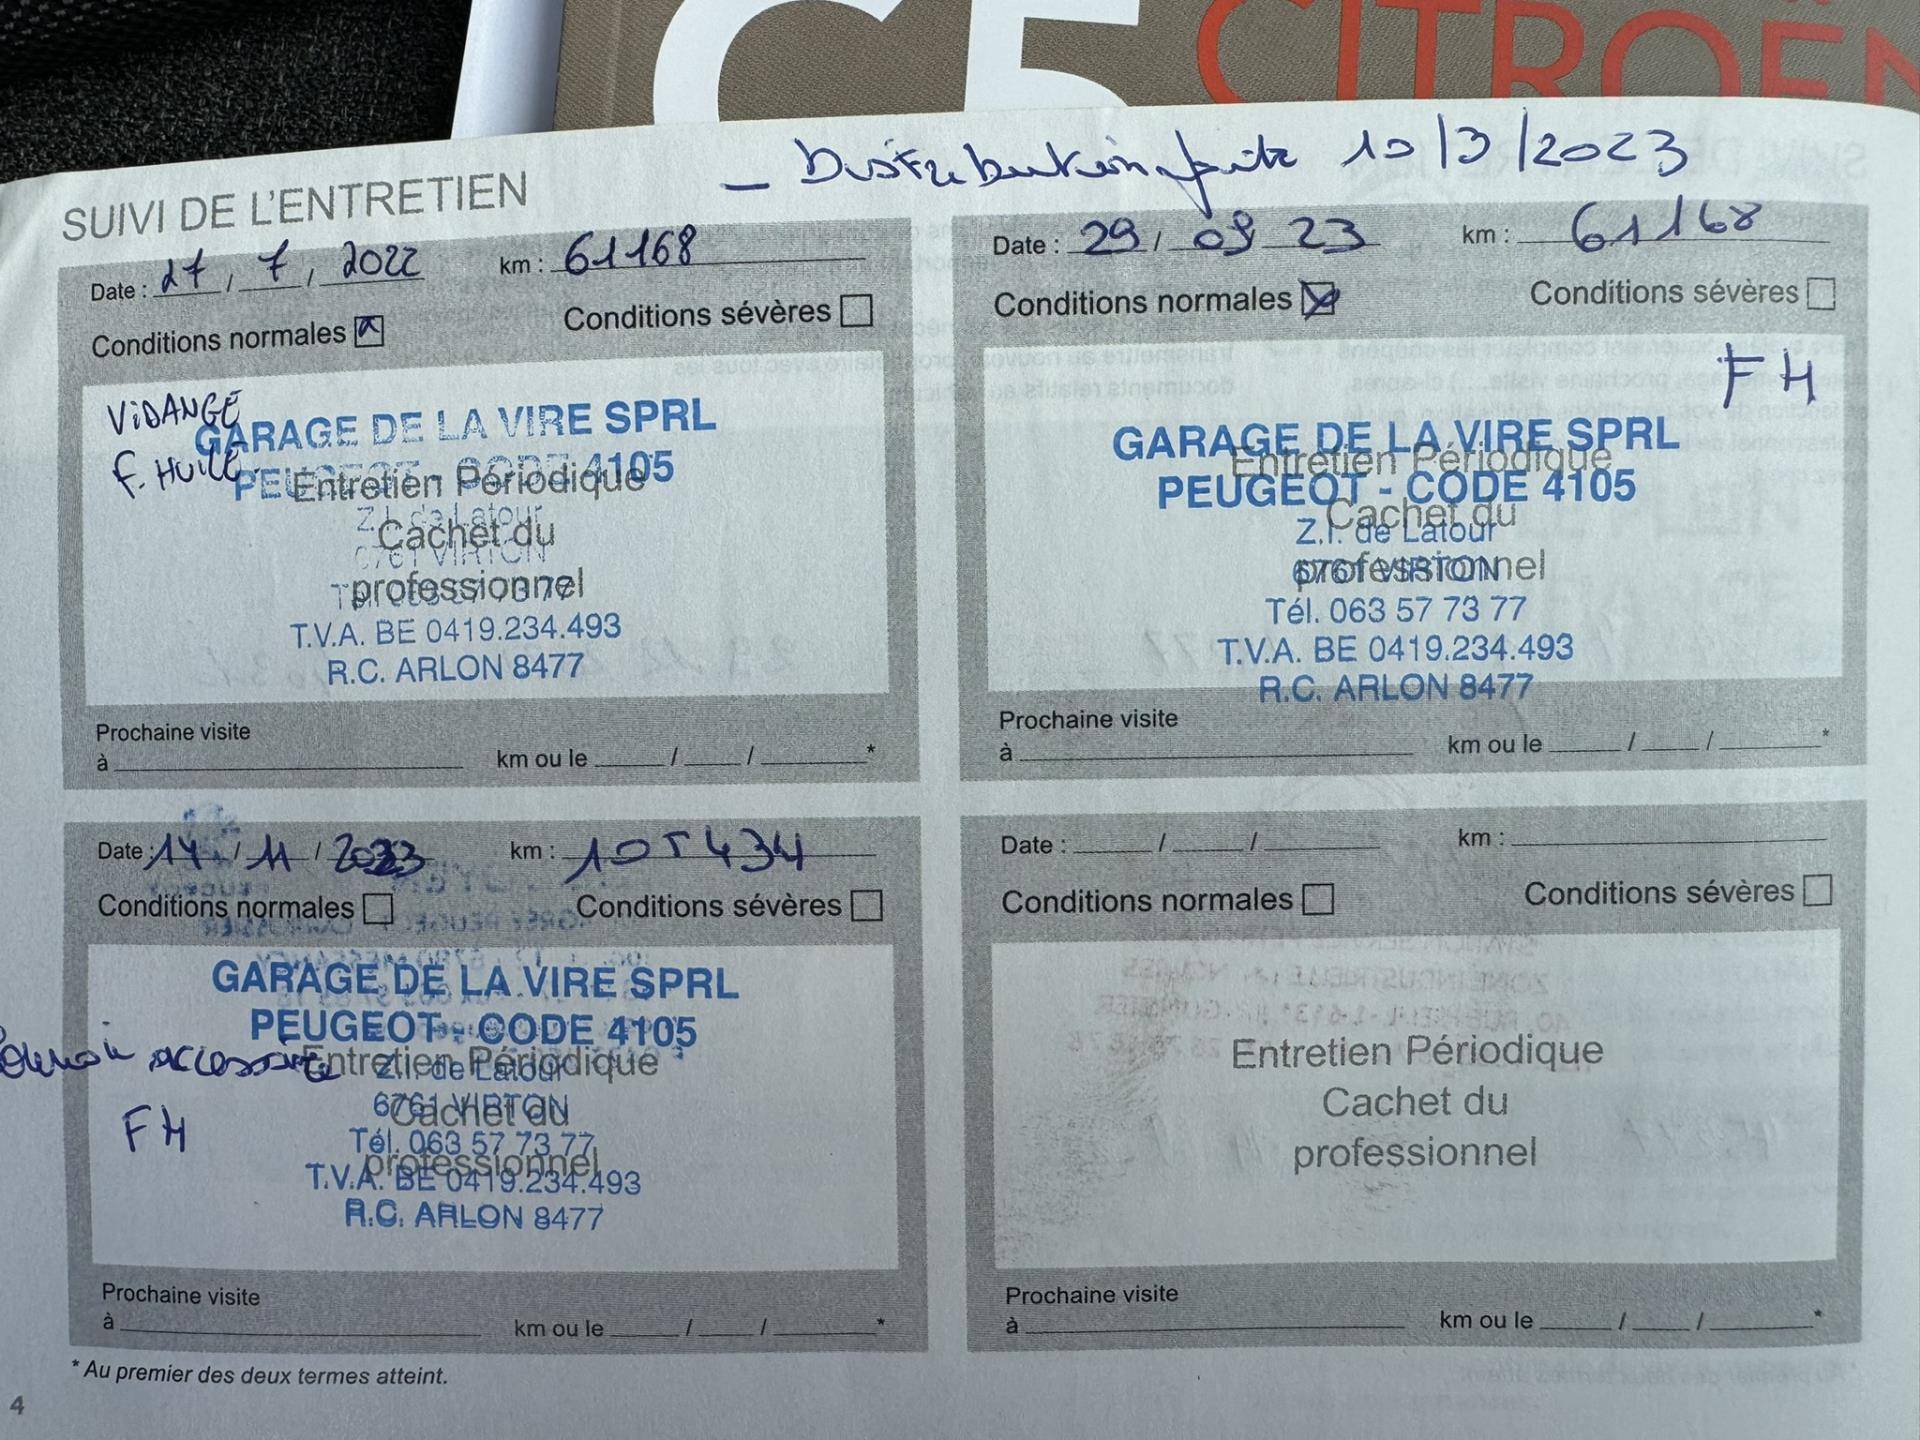 C5 CITROËN
- Distribution faite 10/3/2023
SUIVI DE L'ENTRETIEN
Date : 27 / 7 / 2022 km : 61168
Conditions normales Conditions sévères
VIDANGE
F. HUILE
GARAGE DE LA VIRE SPRL
PEUGEOT - CODE 4105
Entretien Périodique
Z.I. de Latour
Cachet du
6761 VIRTON
professionnel
T.V.A. BE 0419.234.493
R.C. ARLON 8477
Prochaine visite
à km ou le / / *
Date : 29 / 09 23 km : 61168
Conditions normales Conditions sévères
FH
GARAGE DE LA VIRE SPRL
Entretien Périodique
PEUGEOT - CODE 4105
Cachet du
Z.I. de Latour
professionnel
6761 VIRTON
Tél. 063 57 73 77
T.V.A. BE 0419.234.493
R.C. ARLON 8477
Prochaine visite
à km ou le / / *
Date : 14 / 11 / 2023 km : 105434
Conditions normales Conditions sévères
GARAGE DE LA VIRE SPRL
PEUGEOT - CODE 4105
accessoire
Entretien Périodique
Z.I. de Latour
6761 VIRTON
Cachet du
FH
Tél. 063 57 73 77
professionnel
T.V.A. BE 0419.234.493
R.C. ARLON 8477
Prochaine visite
à km ou le / / *
Date : / / km :
Conditions normales Conditions sévères
Entretien Périodique
Cachet du
professionnel
Prochaine visite
à km ou le / / *
* Au premier des deux termes atteint.
4